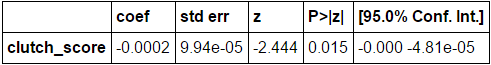 coef std err z P>|z| [95.0% Conf. Int.]
clutch_score -0.0002 9.94e-05 -2.444 0.015 -0.000 -4.81e-05